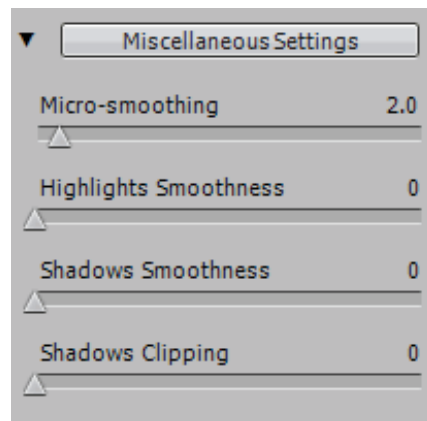 Miscellaneous Settings
Micro-smoothing 2.0
Highlights Smoothness 0
Shadows Smoothness 0
Shadows Clipping 0